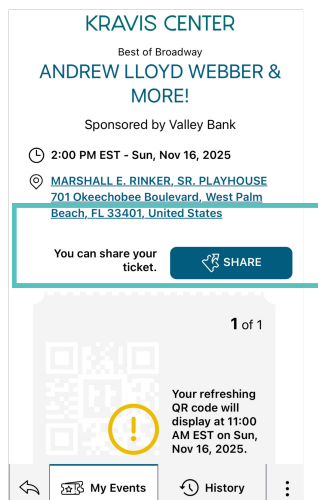 KRAVIS CENTER
Best of Broadway
ANDREW LLOYD WEBBER &
MORE!
Sponsored by Valley Bank
2:00 PM EST - Sun, Nov 16, 2025
MARSHALL E. RINKER, SR. PLAYHOUSE
701 Okeechobee Boulevard, West Palm
Beach, FL 33401, United States
You can share your
ticket.
SHARE
1 of 1
Your refreshing
QR code will
display at 11:00
AM EST on Sun,
Nov 16, 2025.
My Events
History